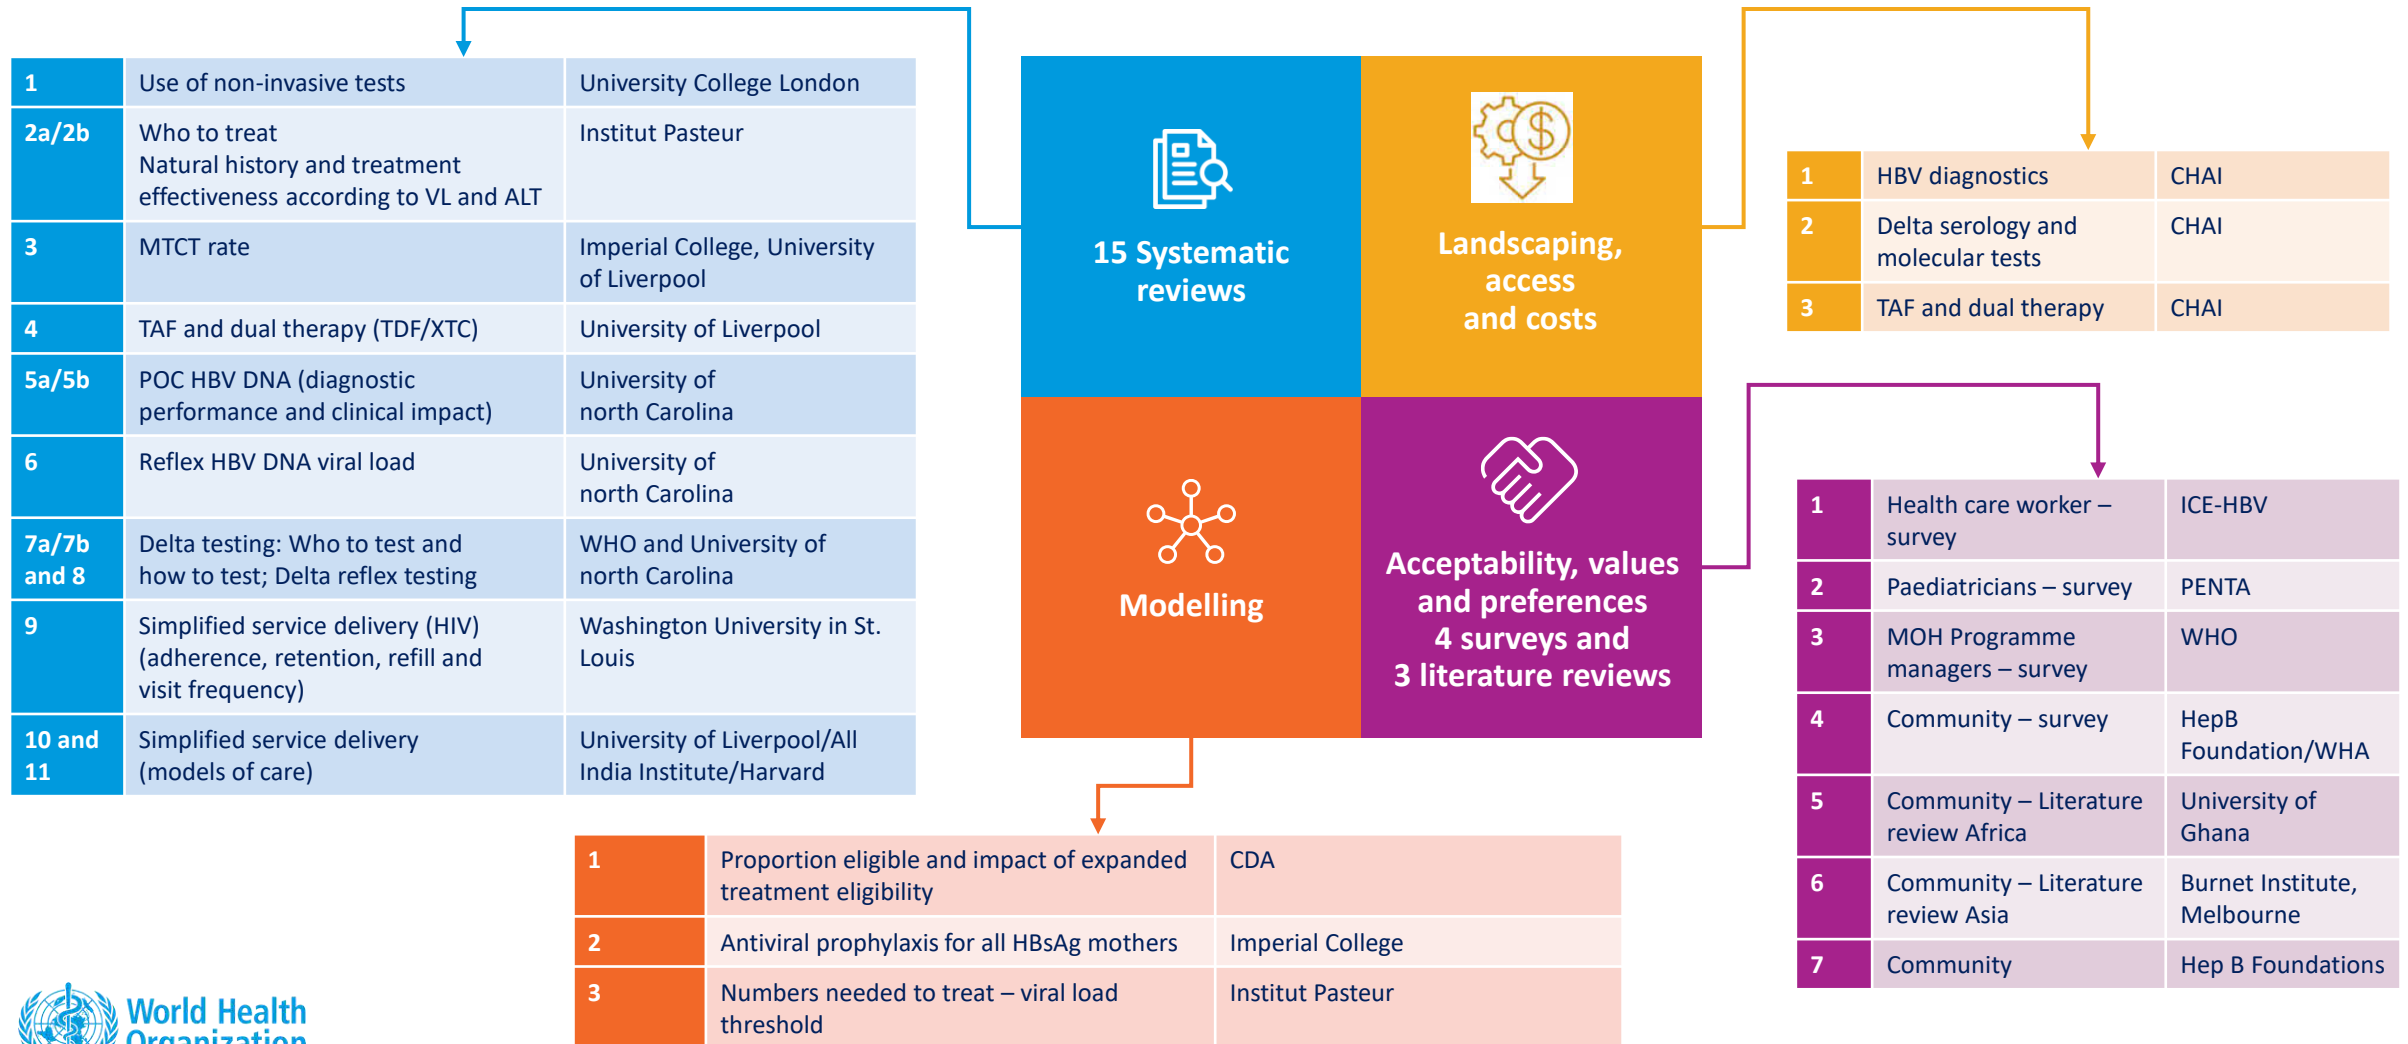 1 Use of non-invasive tests University College London
2a/2b Who to treat Institut Pasteur
Natural history and treatment
effectiveness according to VL and ALT
3 MTCT rate Imperial College, University
of Liverpool
4 TAF and dual therapy (TDF/XTC) University of Liverpool
5a/5b POC HBV DNA (diagnostic University of
performance and clinical impact) north Carolina
6 Reflex HBV DNA viral load University of
north Carolina
7a/7b Delta testing: Who to test and WHO and University of
and 8 how to test; Delta reflex testing north Carolina
9 Simplified service delivery (HIV) Washington University in St.
(adherence, retention, refill and Louis
visit frequency)
10 and Simplified service delivery University of Liverpool/All
11 (models of care) India Institute/Harvard
15 Systematic
reviews
Landscaping,
access
and costs
Modelling
Acceptability, values
and preferences
4 surveys and
3 literature reviews
1 HBV diagnostics CHAI
2 Delta serology and CHAI
molecular tests
3 TAF and dual therapy CHAI
1 Health care worker – ICE-HBV
survey
2 Paediatricians – survey PENTA
3 MOH Programme WHO
managers – survey
4 Community – survey HepB
Foundation/WHA
5 Community – Literature University of
review Africa Ghana
6 Community – Literature Burnet Institute,
review Asia Melbourne
7 Community Hep B Foundations
1 Proportion eligible and impact of expanded CDA
treatment eligibility
2 Antiviral prophylaxis for all HBsAg mothers Imperial College
3 Numbers needed to treat – viral load Institut Pasteur
threshold
World Health
Organization